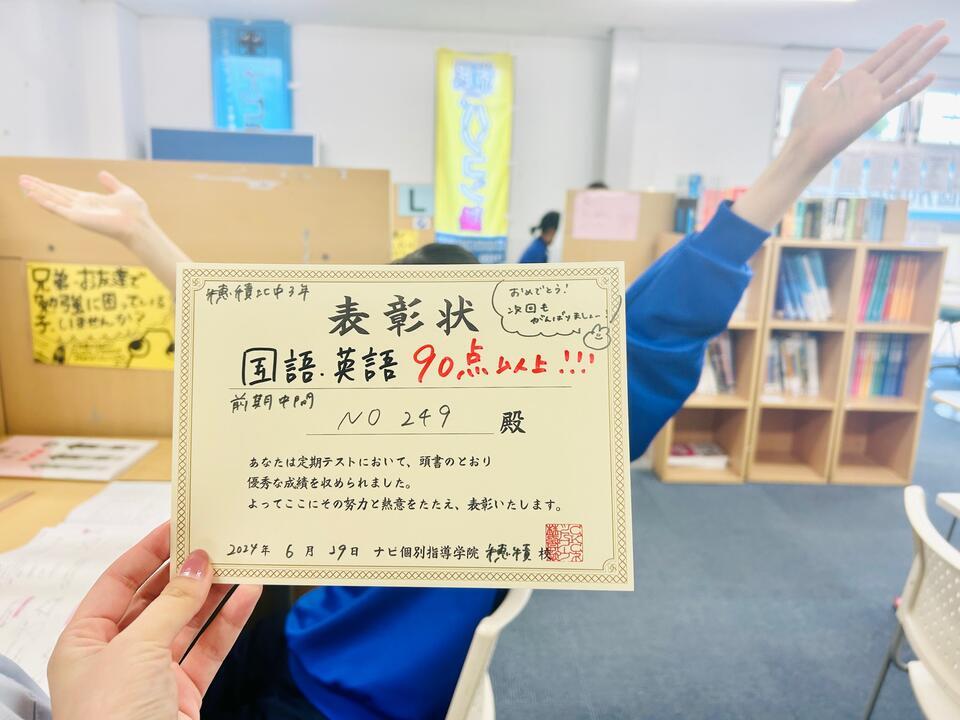 穂積北中3年
表彰状
おめでとう!
次回も
がんばりましょー!
国語・英語 90点以上!!!
前期中間
NO 249 殿
あなたは定期テストにおいて、頭書のとおり
優秀な成績を収められました。
よってここにその努力と熱意をたたえ、表彰いたします。
2024年 6月 19日 ナビ個別指導学院 穂積 校
兄弟・お友達で
勉強に困っている
子、いませんか?
L